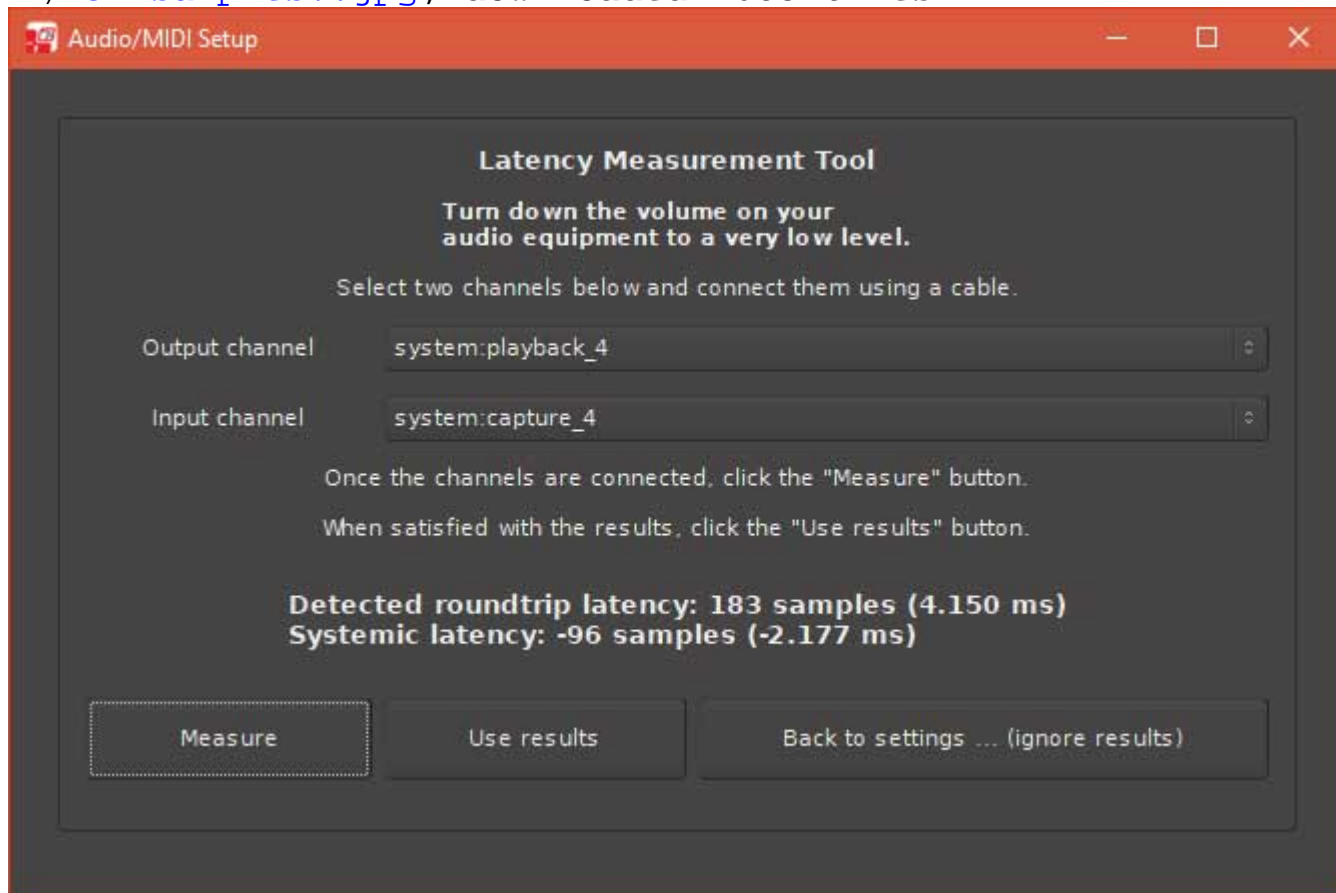 Audio/MIDI Setup
Latency Measurement Tool
Turn down the volume on your
audio equipment to a very low level.
Select two channels below and connect them using a cable.
Output channel system:playback_4
Input channel system:capture_4
Once the channels are connected, click the "Measure" button.
When satisfied with the results, click the "Use results" button.
Detected roundtrip latency: 183 samples (4.150 ms)
Systemic latency: -96 samples (-2.177 ms)
Measure Use results Back to settings ... (ignore results)